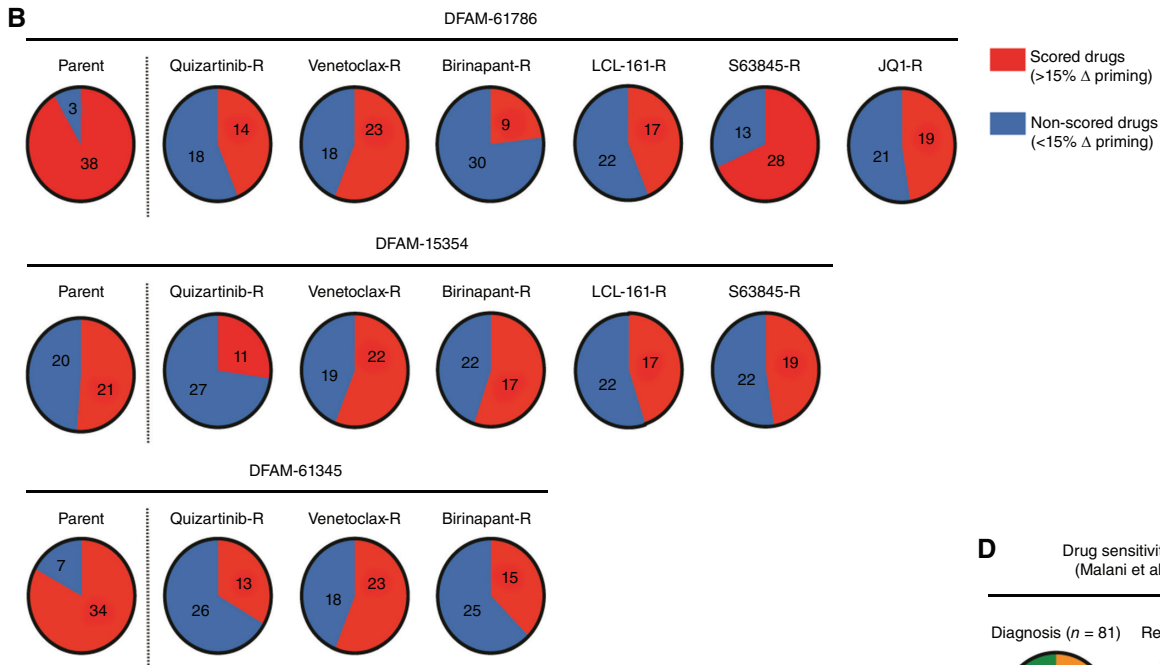 B
DFAM-61786
Parent Quizartinib-R Venetoclax-R Birinapant-R LCL-161-R S63845-R JQ1-R
3 38
14 18
23 18
9 30
17 22
13 28
19 21
Scored drugs
(>15% Δ priming)
Non-scored drugs
(<15% Δ priming)
DFAM-15354
Parent Quizartinib-R Venetoclax-R Birinapant-R LCL-161-R S63845-R
20 21
11 27
22 19
22 17
17 22
19 22
DFAM-61345
Parent Quizartinib-R Venetoclax-R Birinapant-R
7 34
13 26
23 18
15 25
D
Drug sensitivit
(Malani et al
Diagnosis (n = 81) Re